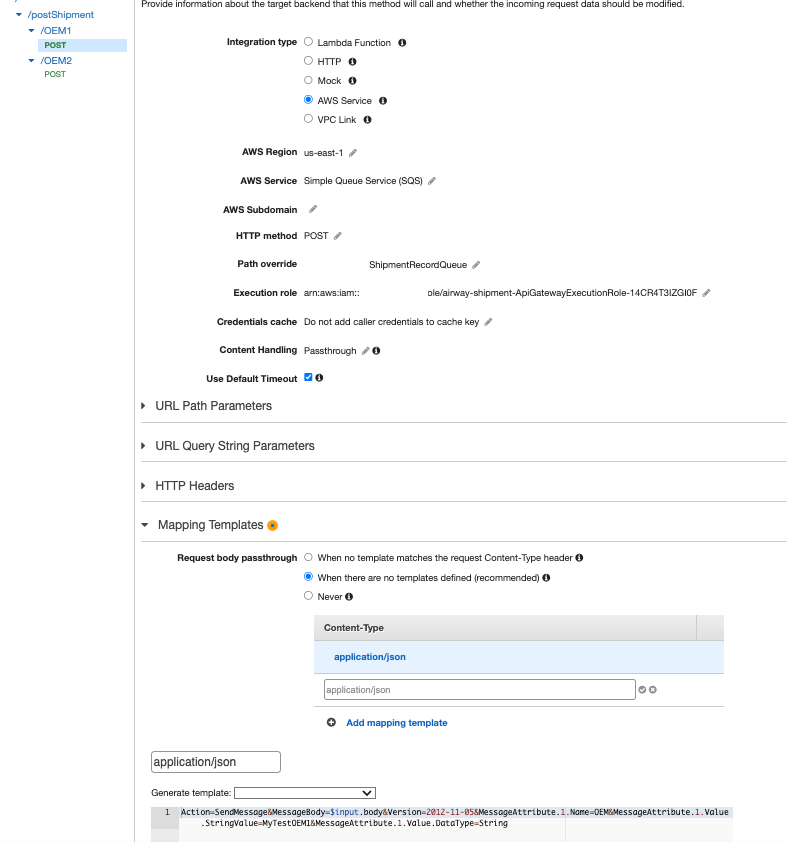 Provide information about the target backend that this method will call and whether the incoming request data should be modified.
/postShipment
/OEM1
POST
/OEM2
POST
Integration type Lambda Function
HTTP
Mock
AWS Service
VPC Link
AWS Region us-east-1
AWS Service Simple Queue Service (SQS)
AWS Subdomain
HTTP method POST
Path override ShipmentRecordQueue
Execution role arn:aws:iam:: ole/airway-shipment-ApiGatewayExecutionRole-14CR4T3IZGI0F
Credentials cache Do not add caller credentials to cache key
Content Handling Passthrough
Use Default Timeout
URL Path Parameters
URL Query String Parameters
HTTP Headers
Mapping Templates
Request body passthrough When no template matches the request Content-Type header
When there are no templates defined (recommended)
Never
Content-Type
application/json
application/json
Add mapping template
application/json
Generate template:
1 Action=SendMessage&MessageBody=$input.body&Version=2012-11-05&MessageAttribute.1.Name=OEM&MessageAttribute.1.Value
.StringValue=MyTestOEM1&MessageAttribute.1.Value.DataType=String